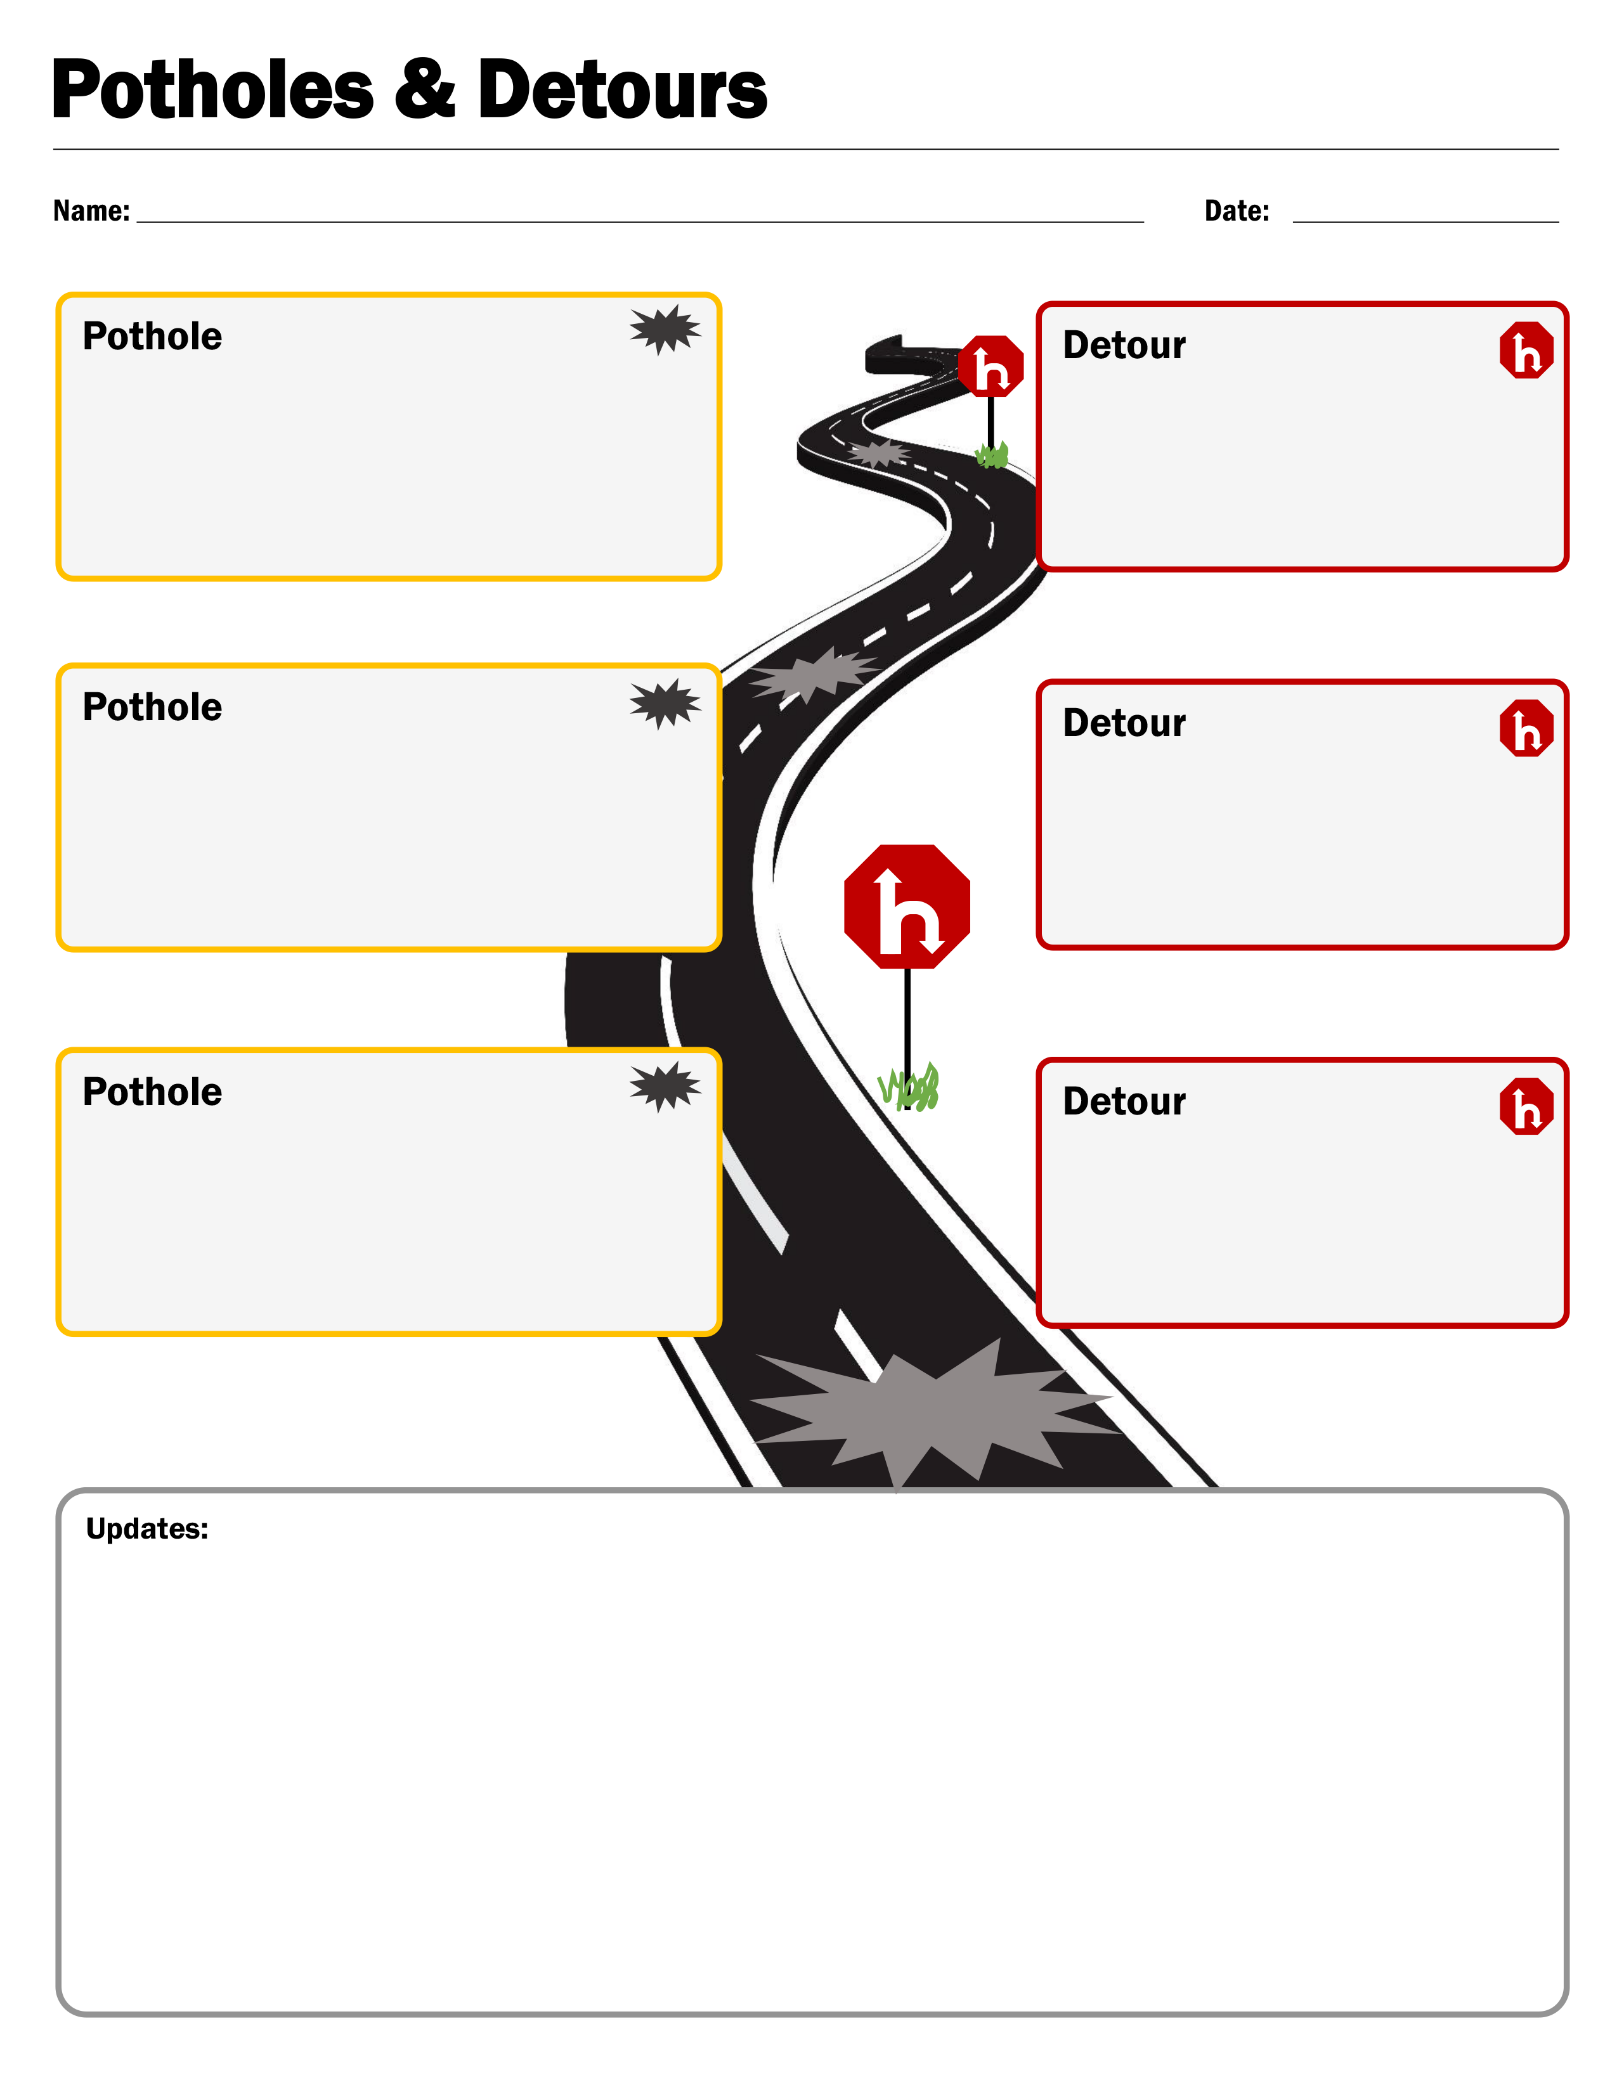 Potholes & Detours
Name:
Date:
Pothole
Detour
Pothole
Detour
Pothole
Detour
Updates: